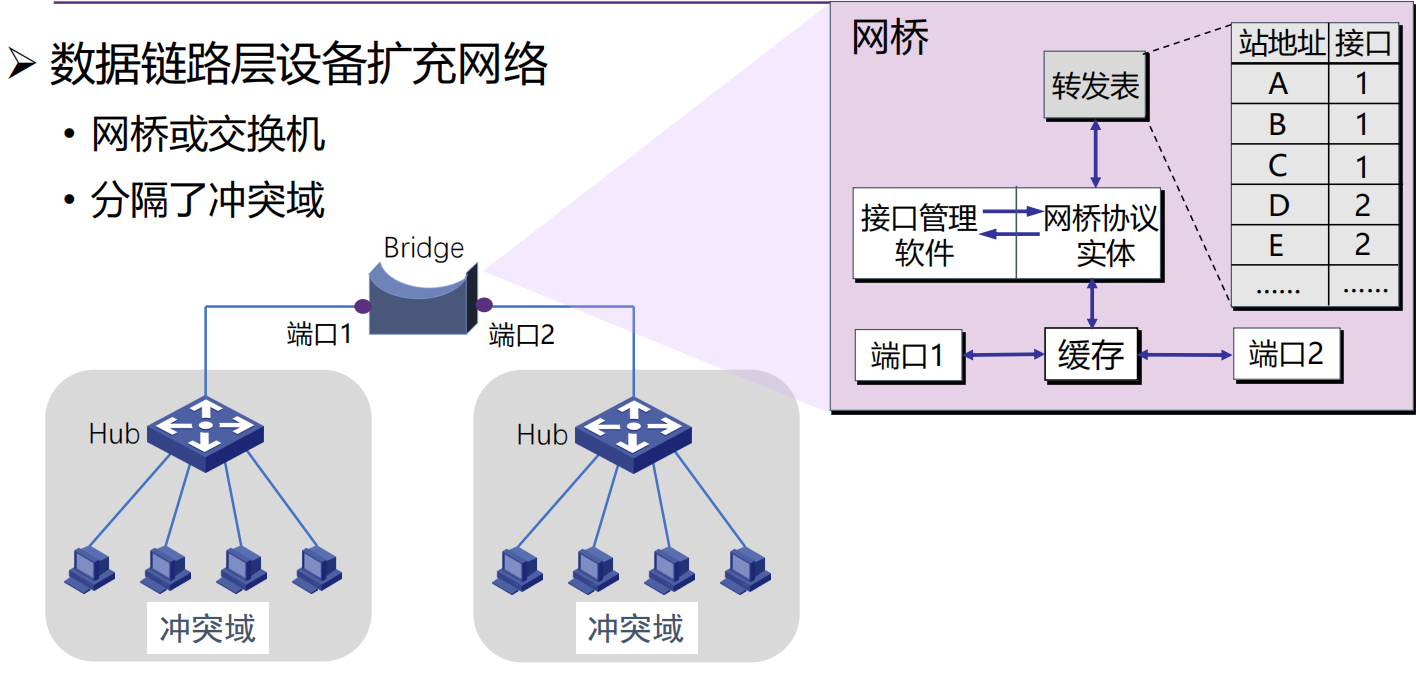 数据链路层设备扩充网络
• 网桥或交换机
• 分隔了冲突域
Bridge
端口1
端口2
Hub
Hub
冲突域
冲突域
网桥
转发表
站地址 接口
A 1
B 1
C 1
D 2
E 2
…… ……
接口管理
软件
网桥协议
实体
端口1
缓存
端口2